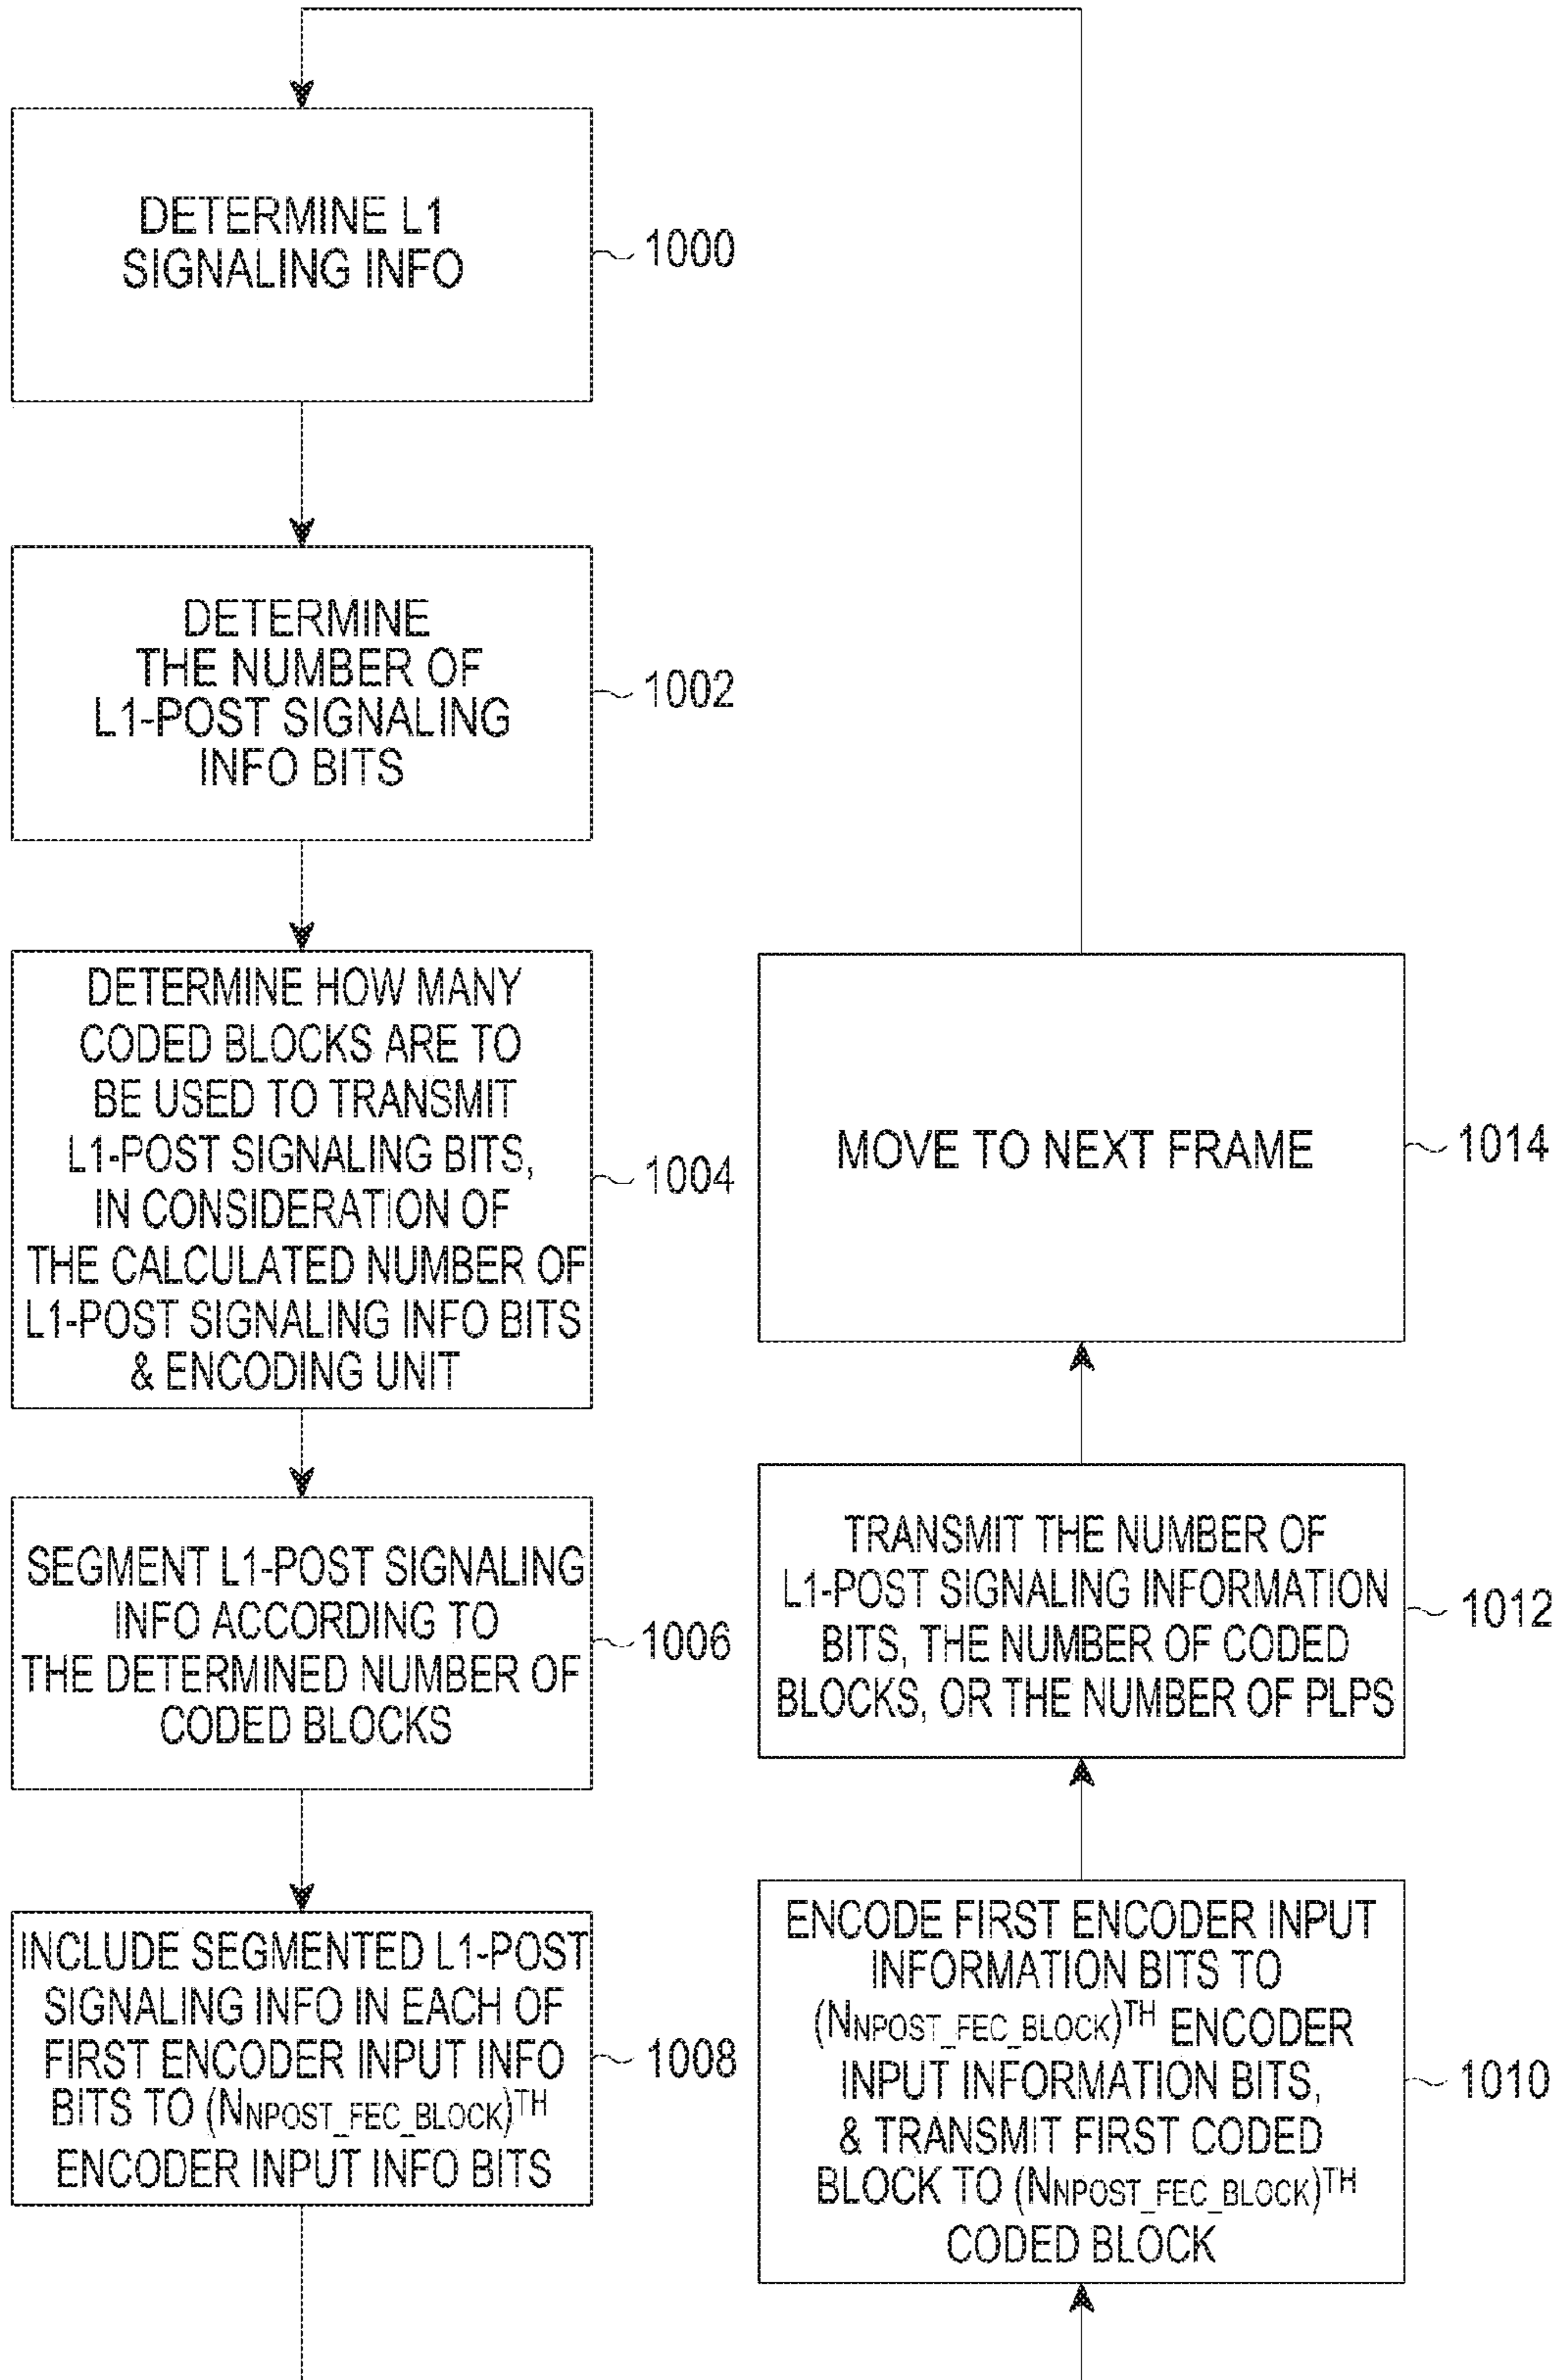 DETERMINE L1
SIGNALING INFO
1000
DETERMINE
THE NUMBER OF
L1-POST SIGNALING
INFO BITS
1002
DETERMINE HOW MANY
CODED BLOCKS ARE TO
BE USED TO TRANSMIT
L1-POST SIGNALING BITS,
IN CONSIDERATION OF
THE CALCULATED NUMBER OF
L1-POST SIGNALING INFO BITS
& ENCODING UNIT
1004
SEGMENT L1-POST SIGNALING
INFO ACCORDING TO
THE DETERMINED NUMBER OF
CODED BLOCKS
1006
INCLUDE SEGMENTED L1-POST
SIGNALING INFO IN EACH OF
FIRST ENCODER INPUT INFO
BITS TO (NNPOST_FEC_BLOCK)TH
ENCODER INPUT INFO BITS
1008
ENCODE FIRST ENCODER INPUT
INFORMATION BITS TO
(NNPOST_FEC_BLOCK)TH ENCODER
INPUT INFORMATION BITS,
& TRANSMIT FIRST CODED
BLOCK TO (NNPOST_FEC_BLOCK)TH
CODED BLOCK
1010
TRANSMIT THE NUMBER OF
L1-POST SIGNALING INFORMATION
BITS, THE NUMBER OF CODED
BLOCKS, OR THE NUMBER OF PLPS
1012
MOVE TO NEXT FRAME
1014